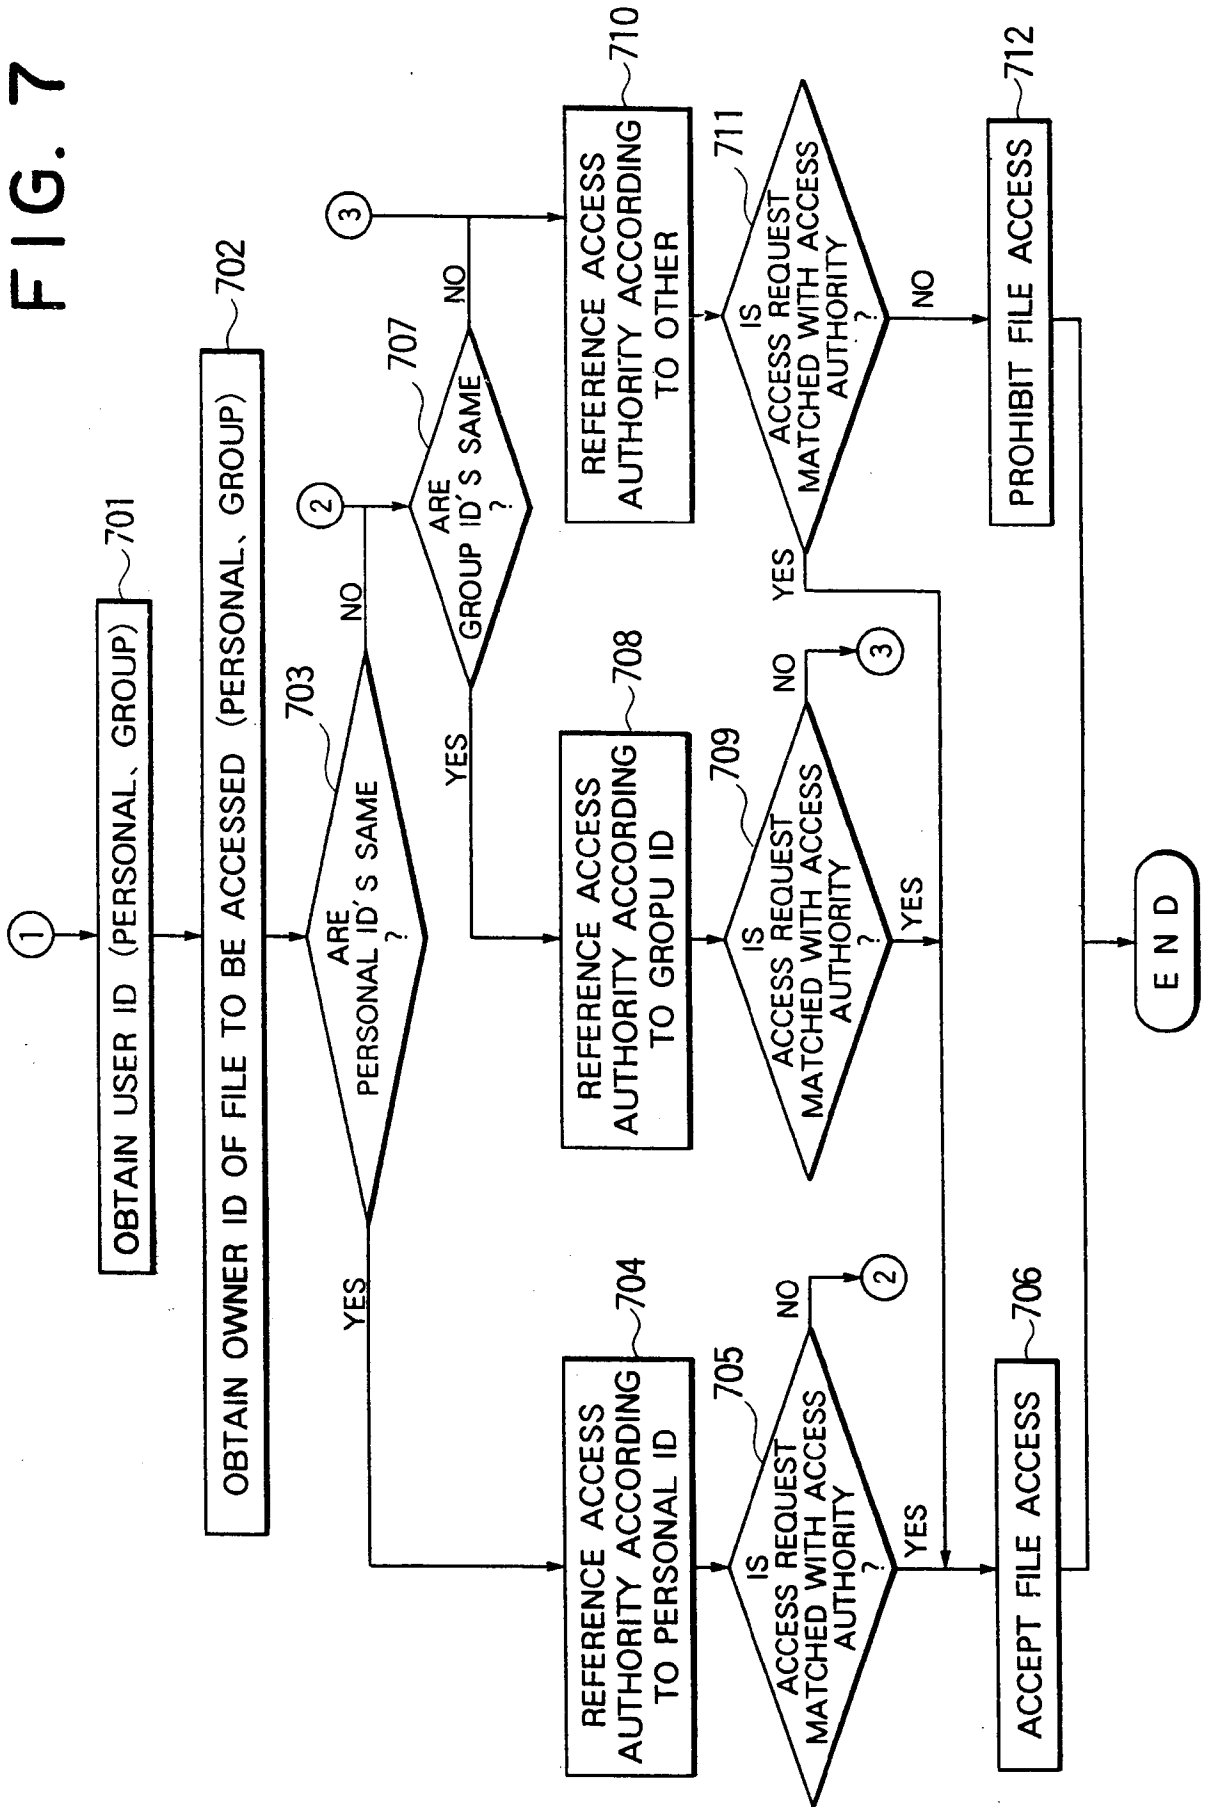 FIG. 7
1
OBTAIN USER ID (PERSONAL、GROUP)
701
OBTAIN OWNER ID OF FILE TO BE ACCESSED (PERSONAL、GROUP)
702
ARE
PERSONAL ID'S SAME
?
703
YES
NO
2
3
ARE
GROUP ID'S SAME
?
707
YES
NO
REFERENCE ACCESS
AUTHORITY ACCORDING
TO PERSONAL ID
704
REFERENCE ACCESS
AUTHORITY ACCORDING
TO GROPU ID
708
REFERENCE ACCESS
AUTHORITY ACCORDING
TO OTHER
710
IS
ACCESS REQUEST
MATCHED WITH ACCESS
AUTHORITY
?
705
NO
2
YES
IS
ACCESS REQUEST
MATCHED WITH ACCESS
AUTHORITY
?
709
NO
3
YES
IS
ACCESS REQUEST
MATCHED WITH ACCESS
AUTHORITY
?
711
YES
NO
ACCEPT FILE ACCESS
706
PROHIBIT FILE ACCESS
712
END